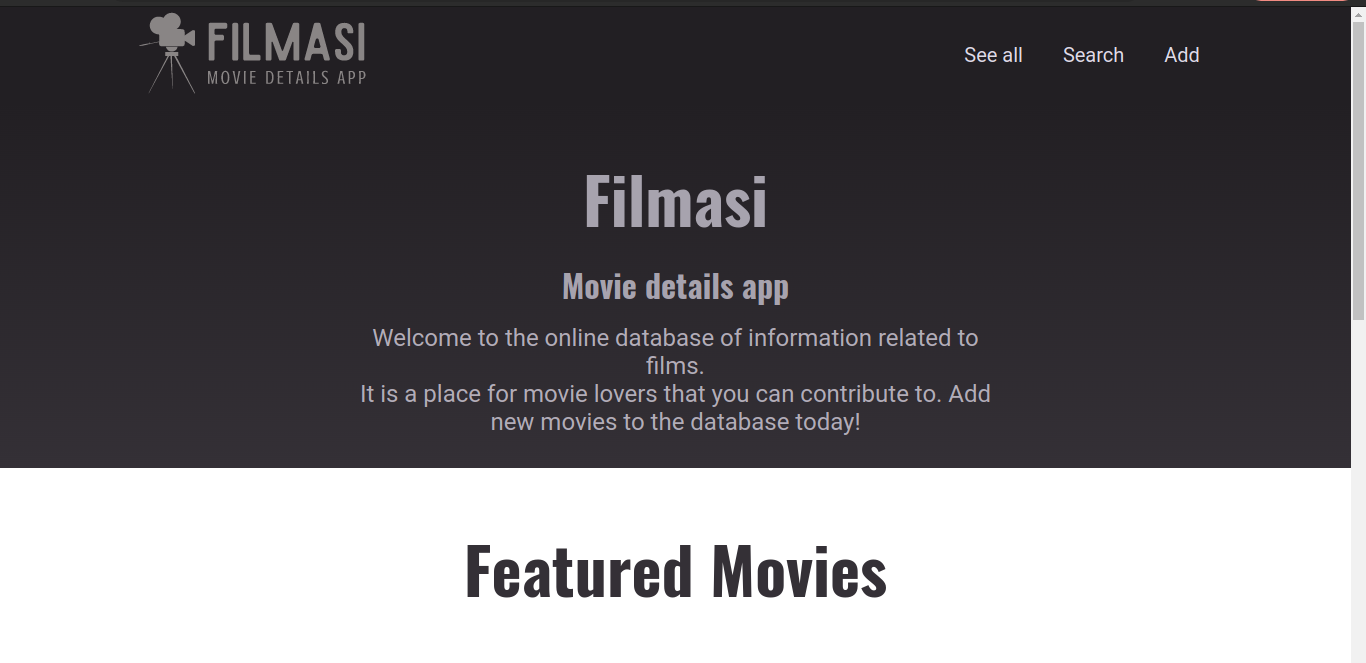 FILMASI
MOVIE DETAILS APP
See all Search Add
Filmasi
Movie details app
Welcome to the online database of information related to
films.
It is a place for movie lovers that you can contribute to. Add
new movies to the database today!
Featured Movies